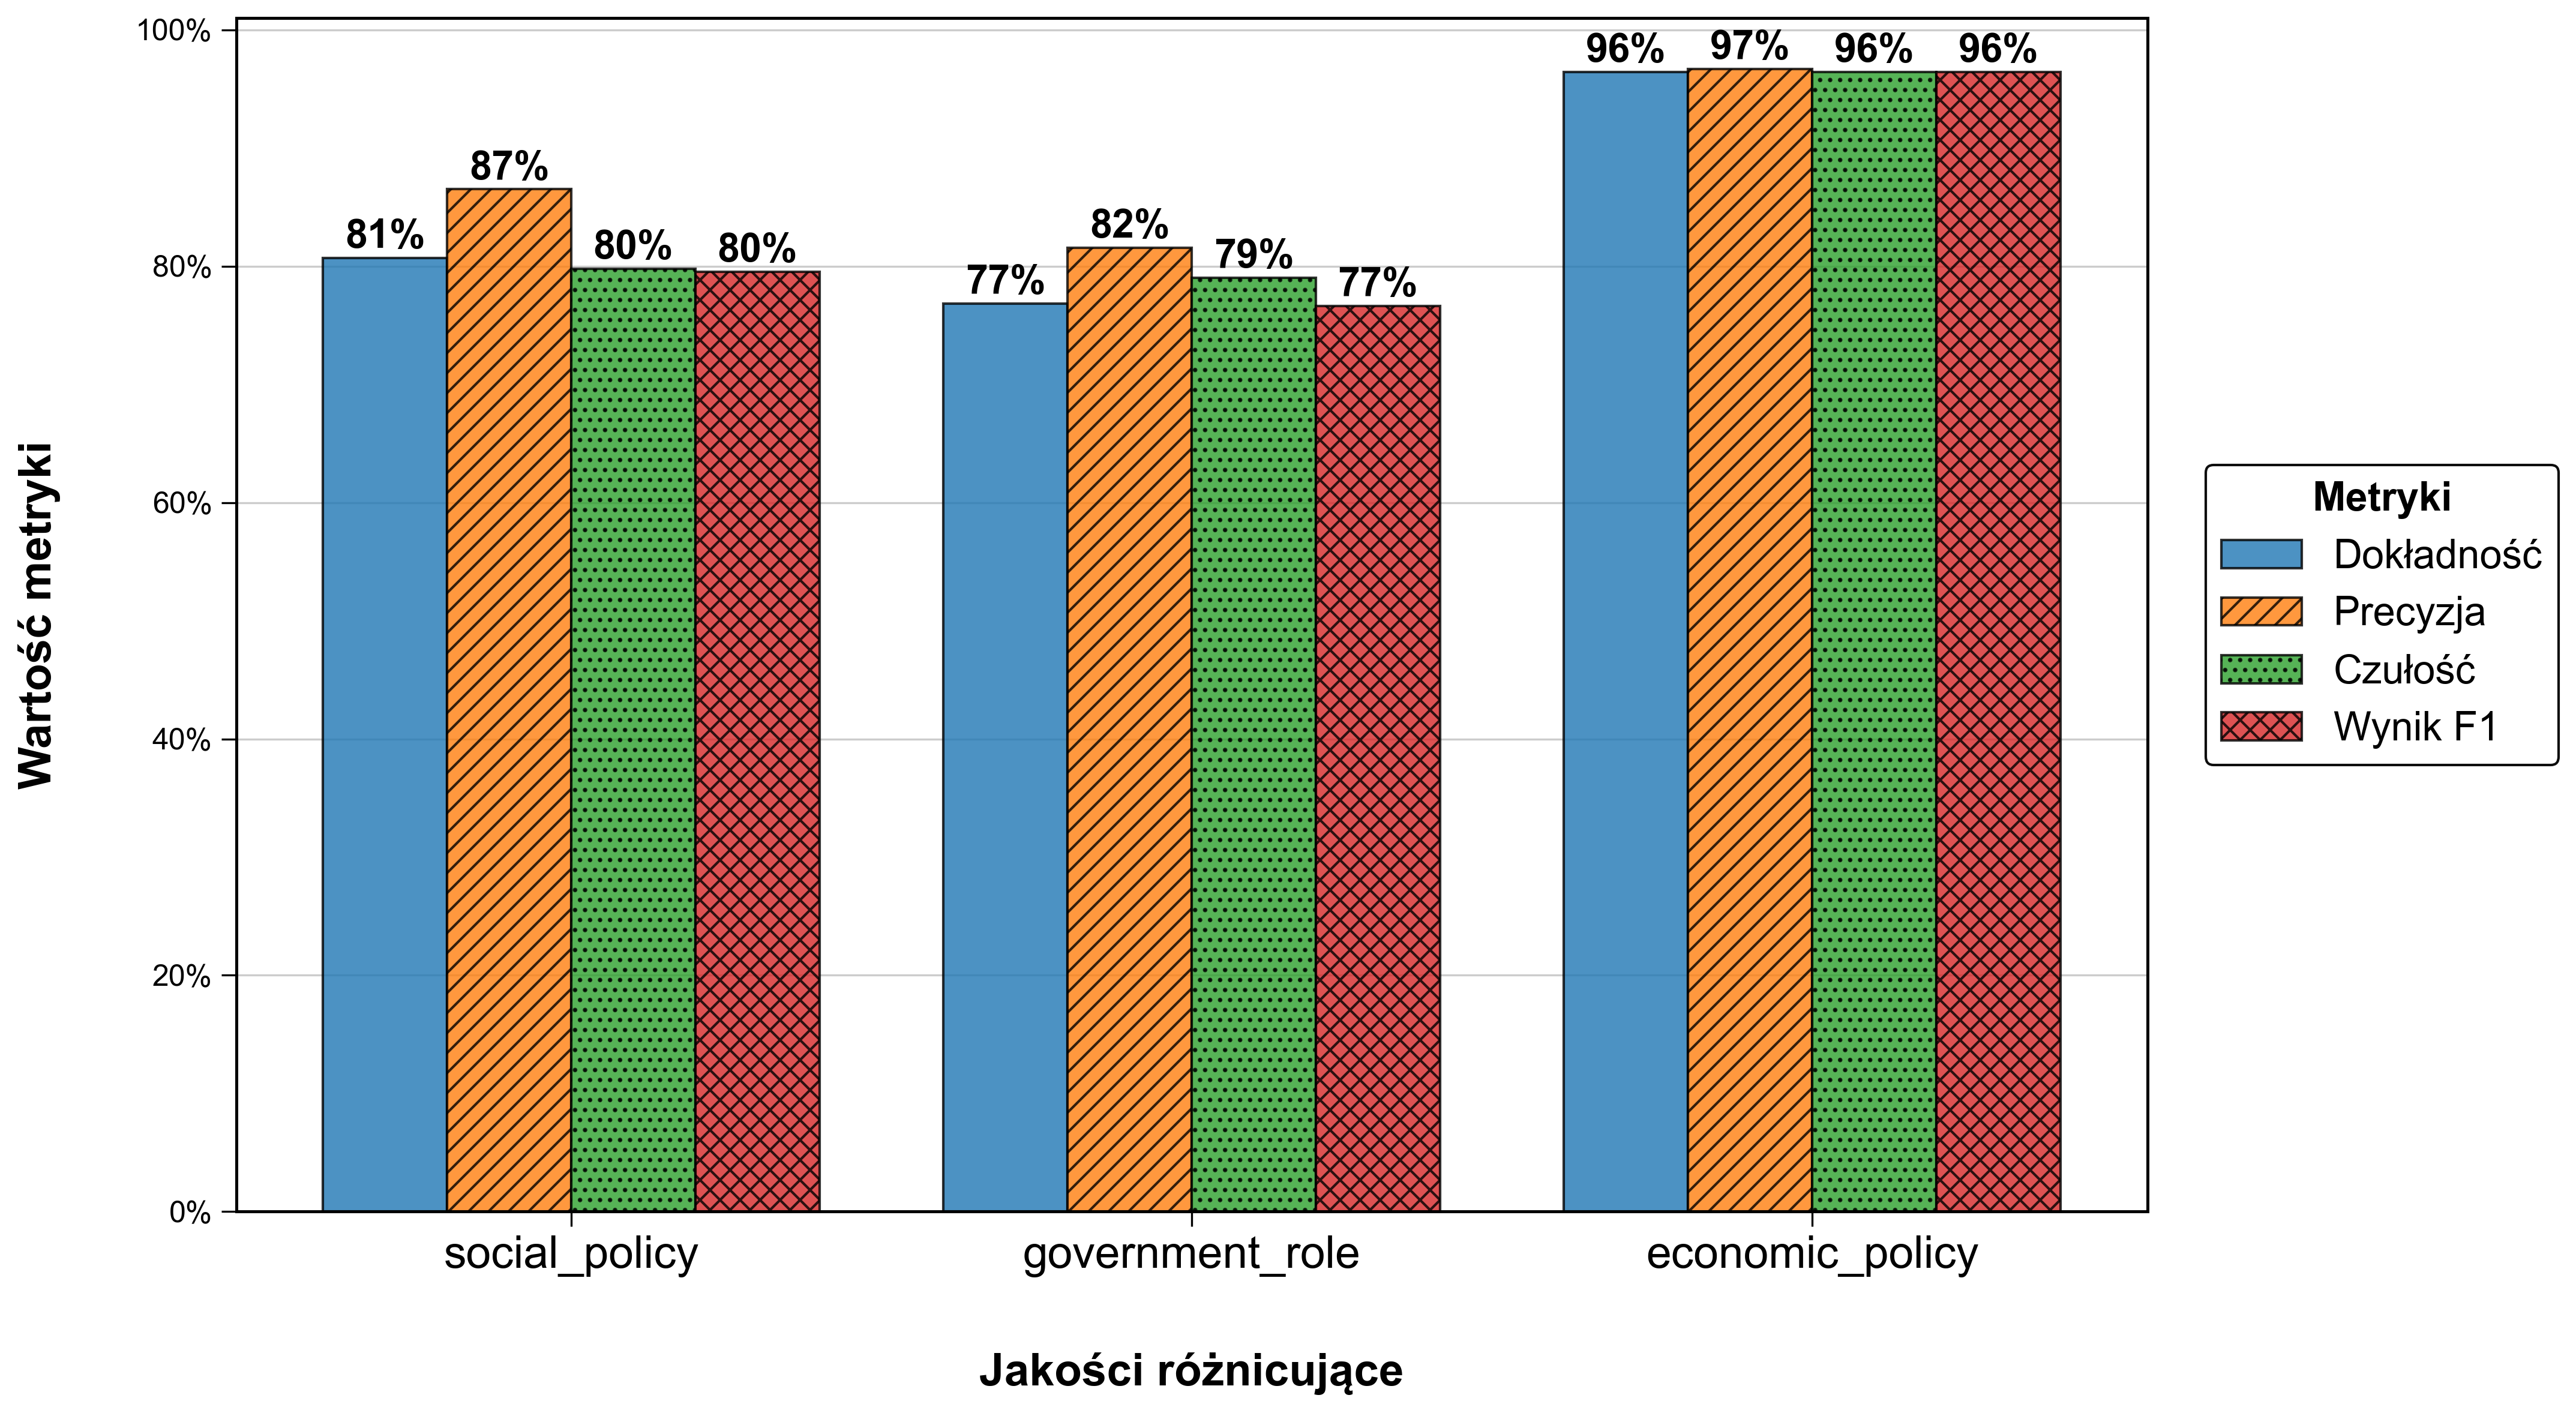 100%
80%
60%
40%
20%
0%
Wartość metryki
81%
87%
80%
80%
77%
82%
79%
77%
96%
97%
96%
96%
social_policy
government_role
economic_policy
Jakości różnicujące
Metryki
Dokładność
Precyzja
Czułość
Wynik F1